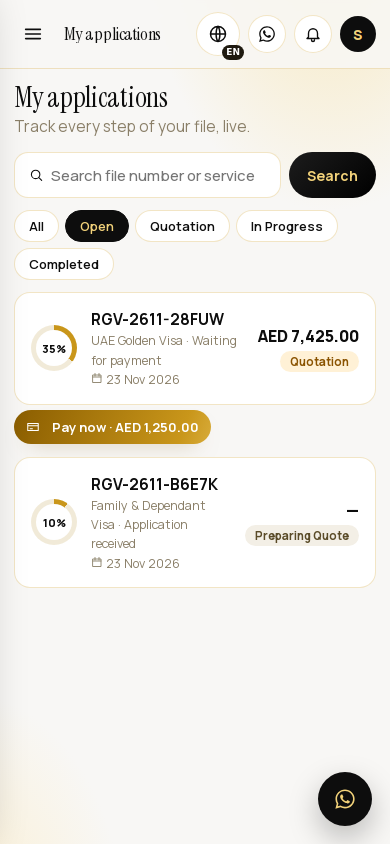 My applications
EN
S
My applications
Track every step of your file, live.
Search file number or service
Search
All
Open
Quotation
In Progress
Completed
35%
RGV-2611-28FUW
UAE Golden Visa · Waiting
for payment
23 Nov 2026
AED 7,425.00
Quotation
Pay now · AED 1,250.00
10%
RGV-2611-B6E7K
Family & Dependant
Visa · Application
received
23 Nov 2026
—
Preparing Quote